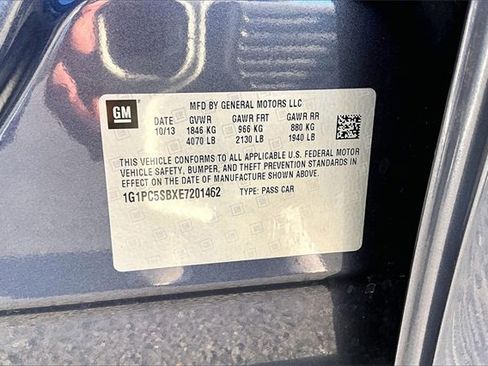 GM
MFD BY GENERAL MOTORS LLC
DATE GVWR GAWR FRT GAWR RR
10/13 1846 KG 966 KG 880 KG
4070 LB 2130 LB 1940 LB
THIS VEHICLE CONFORMS TO ALL APPLICABLE U.S. FEDERAL MOTOR
VEHICLE SAFETY, BUMPER, AND THEFT PREVENTION STANDARDS IN
EFFECT ON THE DATE OF MANUFACTURE SHOWN ABOVE.
1G1PC5SBXE7201462 TYPE: PASS CAR